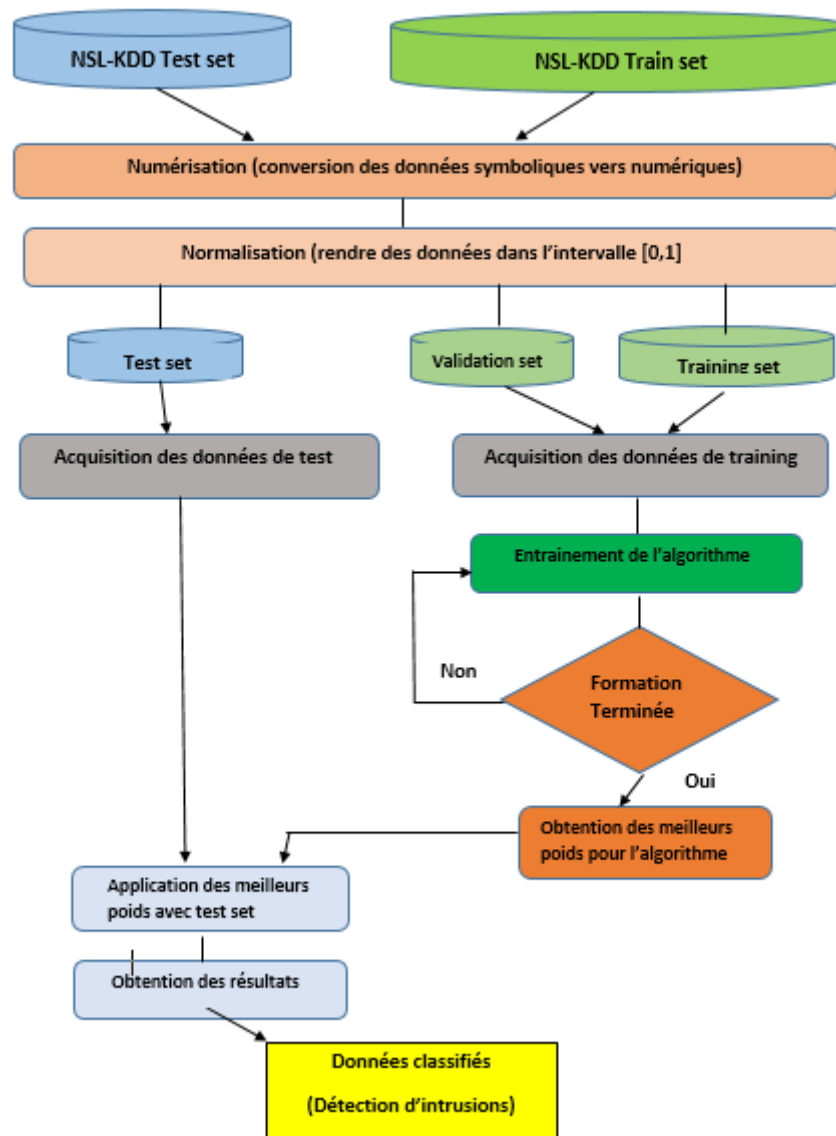 NSL-KDD Test set
NSL-KDD Train set
Numérisation (conversion des données symboliques vers numériques)
Normalisation (rendre des données dans l'intervalle [0,1]
Test set
Validation set
Training set
Acquisition des données de test
Acquisition des données de training
Entrainement de l'algorithme
Non
Formation
Terminée
Oui
Obtention des meilleurs
poids pour l'algorithme
Application des meilleurs
poids avec test set
Obtention des résultats
Données classifiés
(Détection d'intrusions)